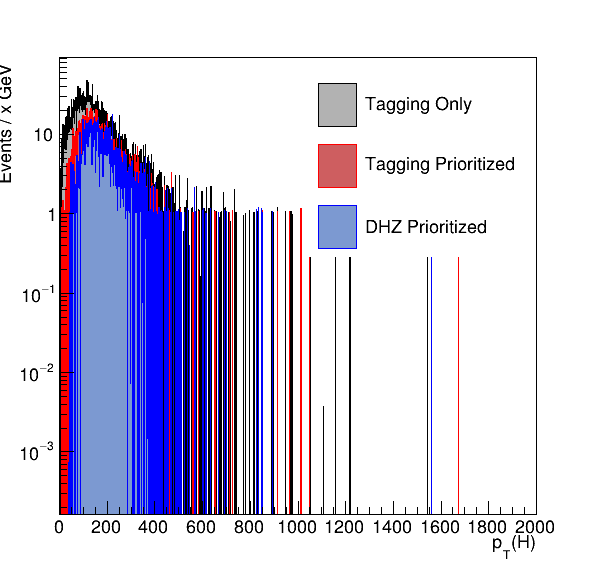 Events / x GeV
10
1
10⁻¹
10⁻²
10⁻³
Tagging Only
Tagging Prioritized
DHZ Prioritized
0 200 400 600 800 1000 1200 1400 1600 1800 2000
p_T(H)